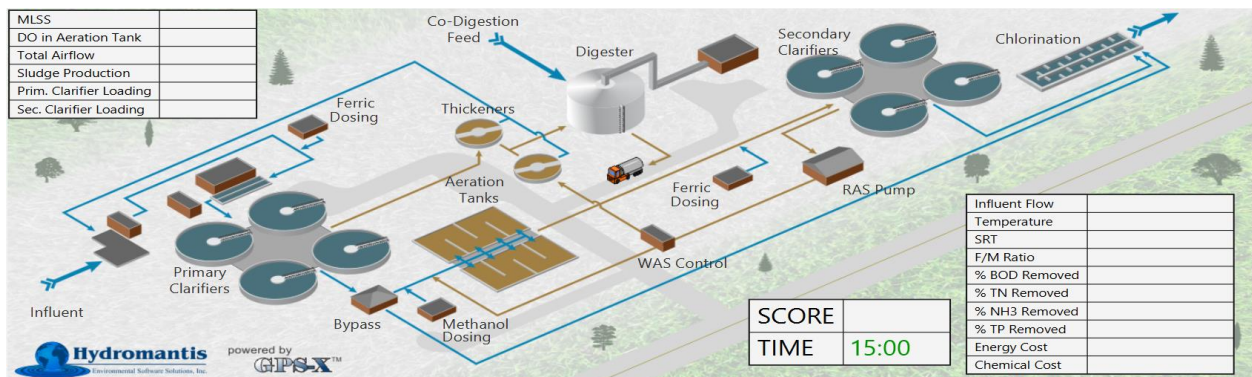 MLSS
DO in Aeration Tank
Total Airflow
Sludge Production
Prim. Clarifier Loading
Sec. Clarifier Loading
Co-Digestion
Feed
Digester
Secondary
Clarifiers
Chlorination
Ferric
Dosing
Thickeners
Aeration
Tanks
Ferric
Dosing
RAS Pump
WAS Control
Primary
Clarifiers
Influent
Bypass
Methanol
Dosing
Influent Flow
Temperature
SRT
F/M Ratio
% BOD Removed
% TN Removed
% NH3 Removed
% TP Removed
Energy Cost
Chemical Cost
SCORE
TIME 15:00
Hydromantis
Environmental Software Solutions, Inc.
powered by
GPS-X™